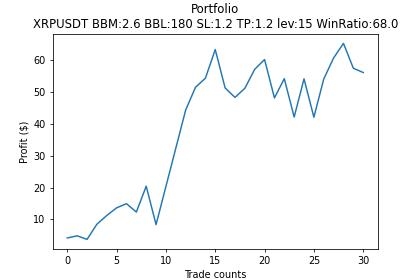 Portfolio
XRPUSDT BBM:2.6 BBL:180 SL:1.2 TP:1.2 lev:15 WinRatio:68.0
Profit ($)
60
50
40
30
20
10
0 5 10 15 20 25 30
Trade counts